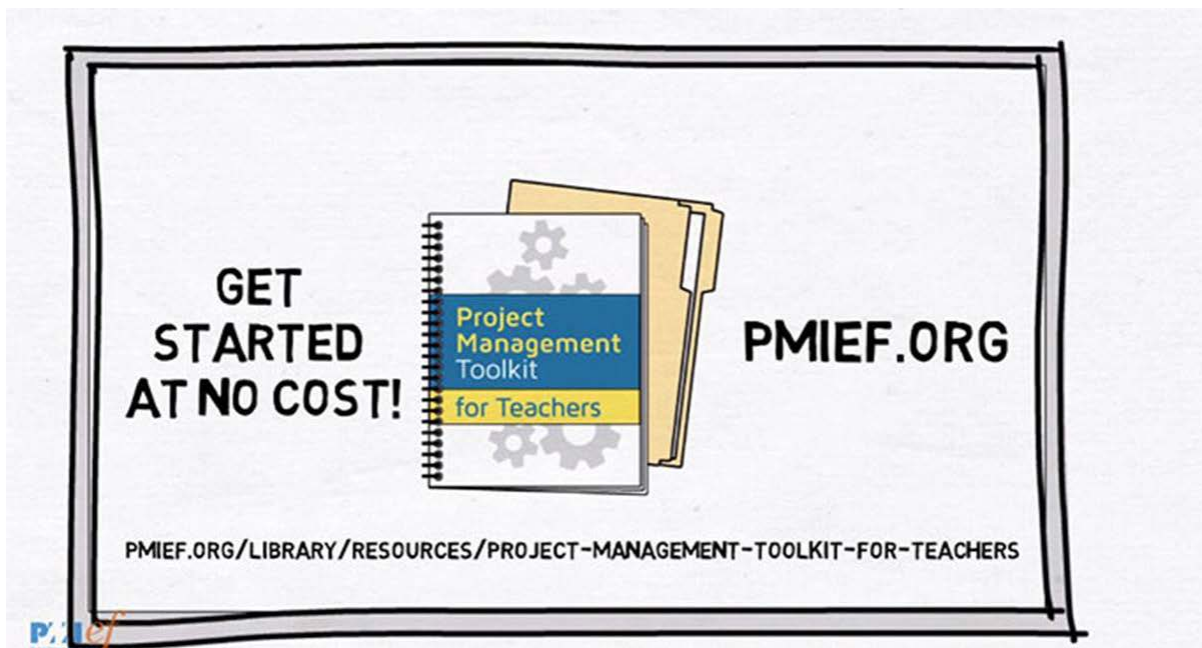 GET
STARTED
AT NO COST!
Project
Management
Toolkit
for Teachers
PMIEF.ORG
PMIEF.ORG/LIBRARY/RESOURCES/PROJECT-MANAGEMENT-TOOLKIT-FOR-TEACHERS